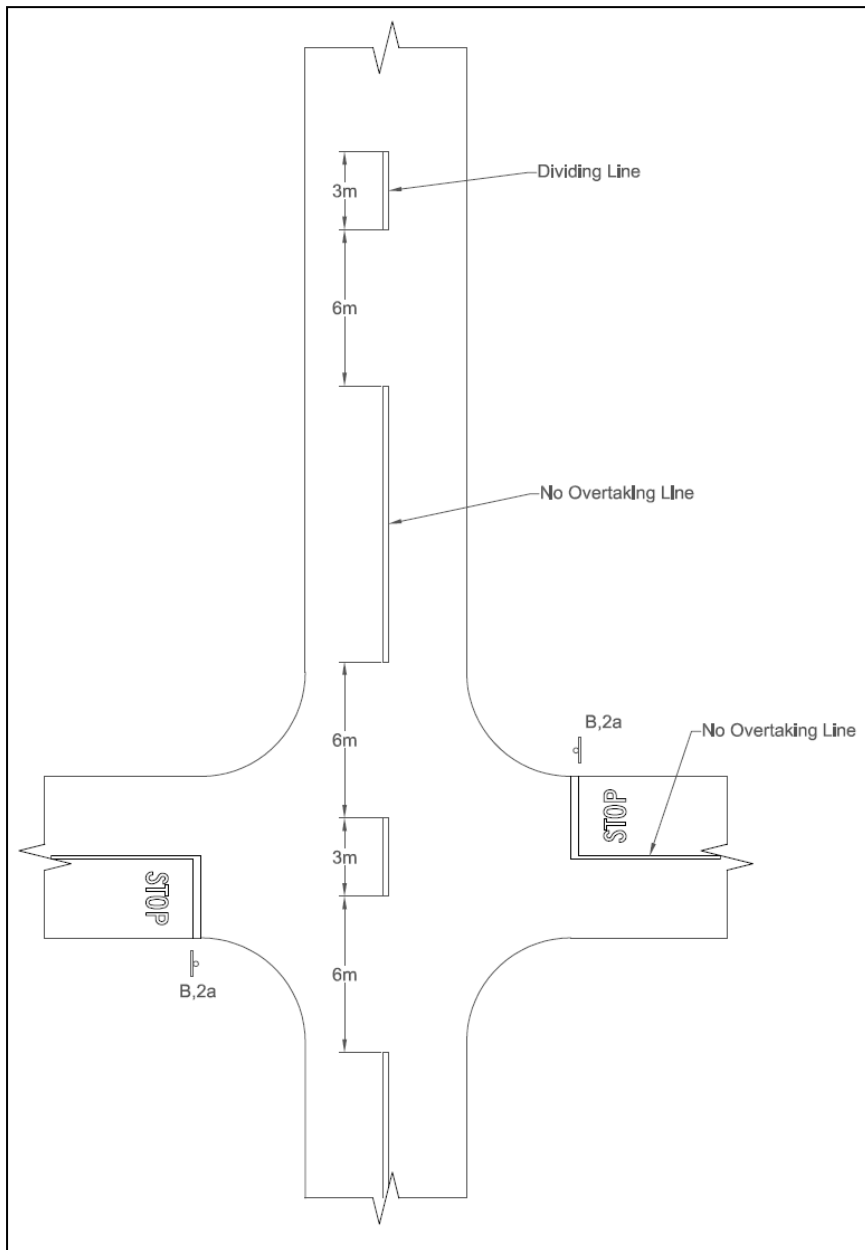 3m
Dividing Line
6m
No Overtaking Line
6m
B,2a
No Overtaking Line
STOP
3m
STOP
6m
B,2a